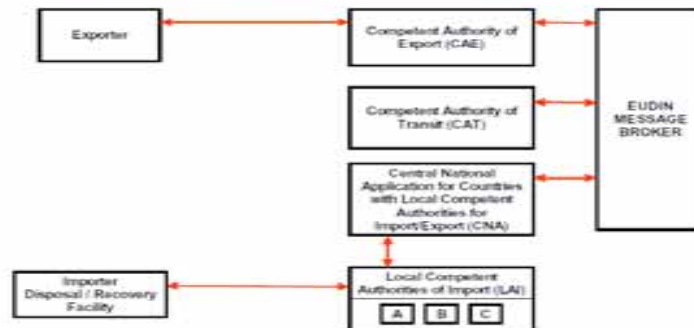 Exporter
Competent Authority of
Export (CAE)
EUDIN
MESSAGE
BROKER
Competent Authority of
Transit (CAT)
Central National
Application for Countries
with Local Competent
Authorities for
Import/Export (CNA)
Importer
Disposal / Recovery
Facility
Local Competent
Authorities of Import (LAI)
A B C